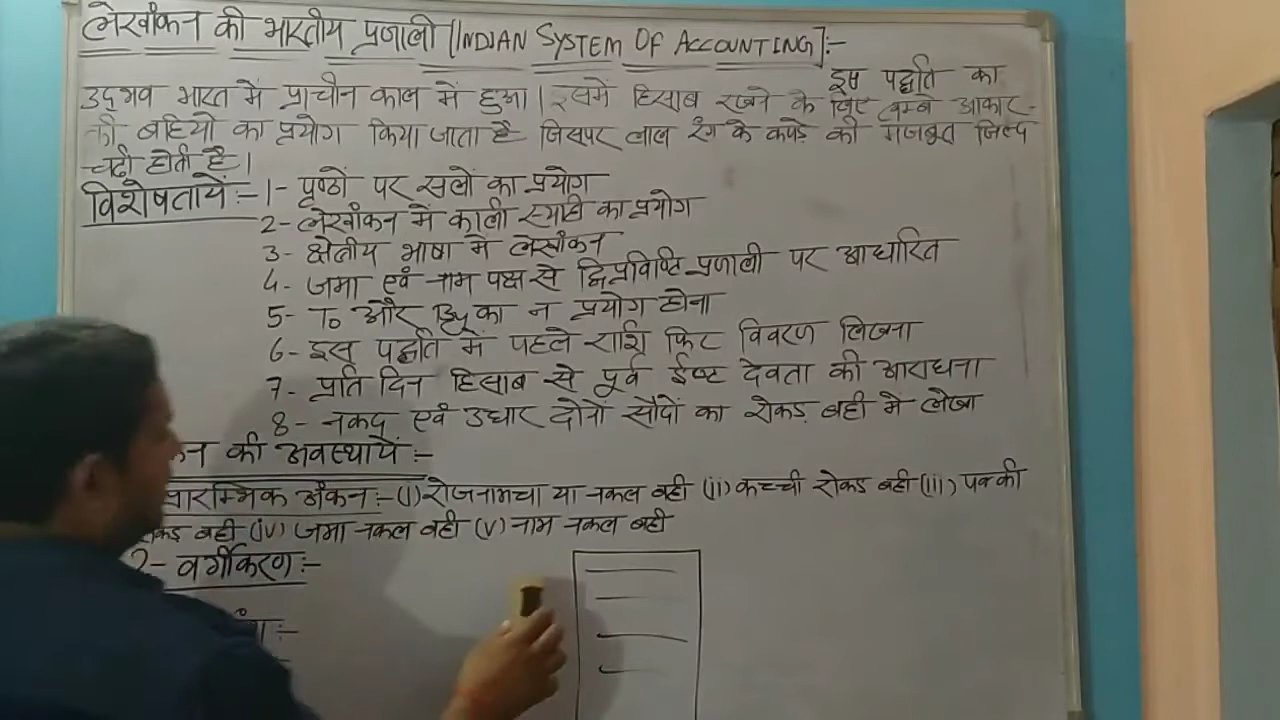 लेखांकन की भारतीय प्रणाली [INDIAN SYSTEM OF ACCOUNTING]:-
इस पद्धति का
उद्भव भारत में प्राचीन काल में हुआ। इसमें हिसाब रखने के लिए लम्बे आकार
की बहियों का प्रयोग किया जाता है जिसपर लाल रंग के कपड़े की मजबूत जिल्द
चढ़ी होती है।
विशेषतायें:- 1- पृष्ठों पर सलों का प्रयोग
2- लेखांकन में काली स्याही का प्रयोग
3- क्षेत्रीय भाषा में लेखांकन
4- जमा एवं नाम पक्ष से द्विप्रविष्टि प्रणाली पर आधारित
5- To और By का न प्रयोग होना
6- इस पद्धति में पहले राशि फिर विवरण लिखना
7- प्रति दिन हिसाब से पूर्व ईष्ट देवता की आराधना
8- नकद एवं उधार दोनों सौदों का रोकड़ बही में लेखा
की अवस्थायें:-
प्रारम्भिक अंकन:- (I) रोजनामचा या नकल बही (II) कच्ची रोकड बही (III) पक्की
रोकड बही (IV) जमा नकल बही (V) नाम नकल बही
2- वर्गीकरण:-